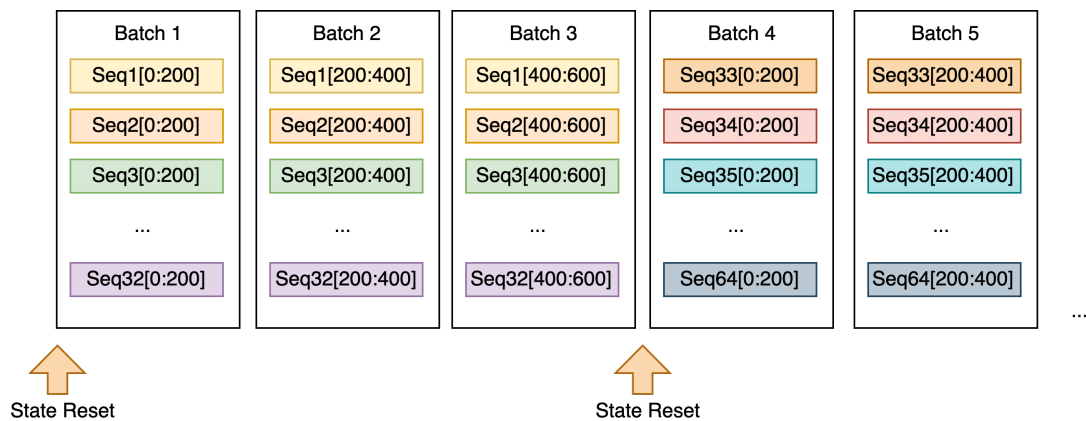 Batch 1
Seq1[0:200]
Seq2[0:200]
Seq3[0:200]
...
Seq32[0:200]
Batch 2
Seq1[200:400]
Seq2[200:400]
Seq3[200:400]
...
Seq32[200:400]
Batch 3
Seq1[400:600]
Seq2[400:600]
Seq3[400:600]
...
Seq32[400:600]
Batch 4
Seq33[0:200]
Seq34[0:200]
Seq35[0:200]
...
Seq64[0:200]
Batch 5
Seq33[200:400]
Seq34[200:400]
Seq35[200:400]
...
Seq64[200:400]
...
State Reset
State Reset